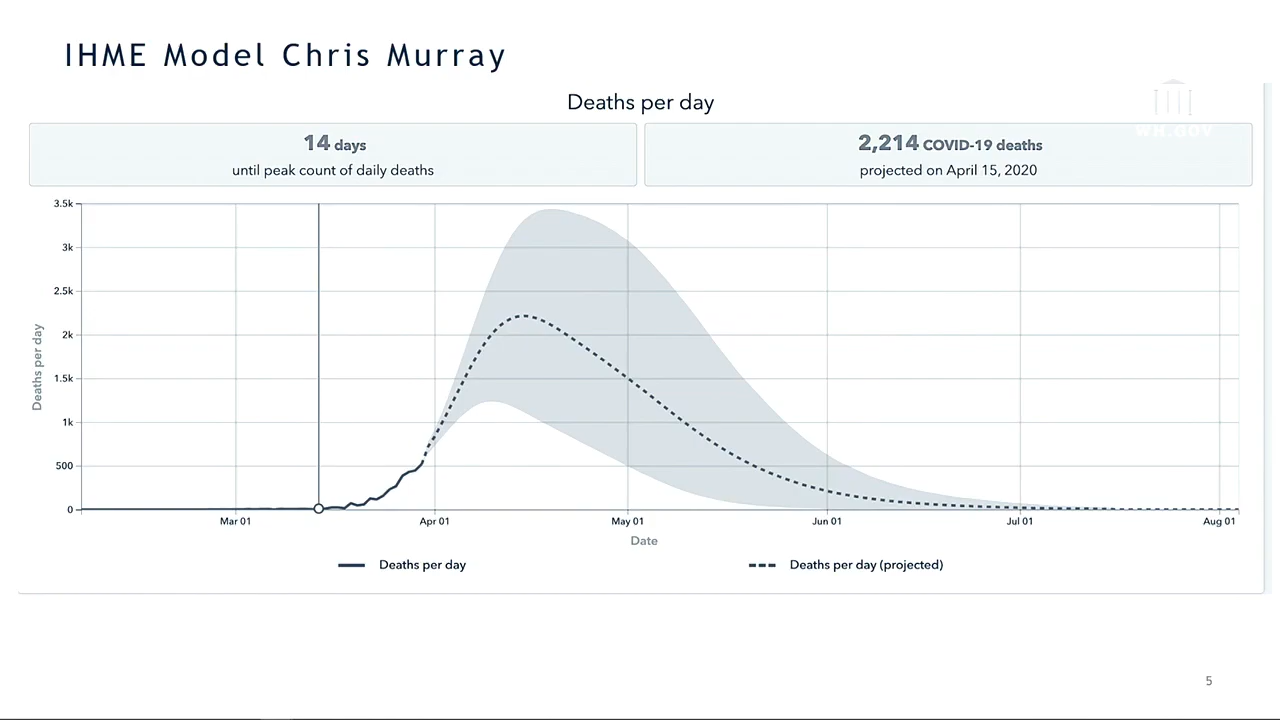 IHME Model Chris Murray
WH.GOV
Deaths per day
14 days
until peak count of daily deaths
2,214 COVID-19 deaths
projected on April 15, 2020
Deaths per day
3.5k
3k
2.5k
2k
1.5k
1k
500
0
Mar 01
Apr 01
May 01
Jun 01
Jul 01
Aug 01
Date
Deaths per day
Deaths per day (projected)
5